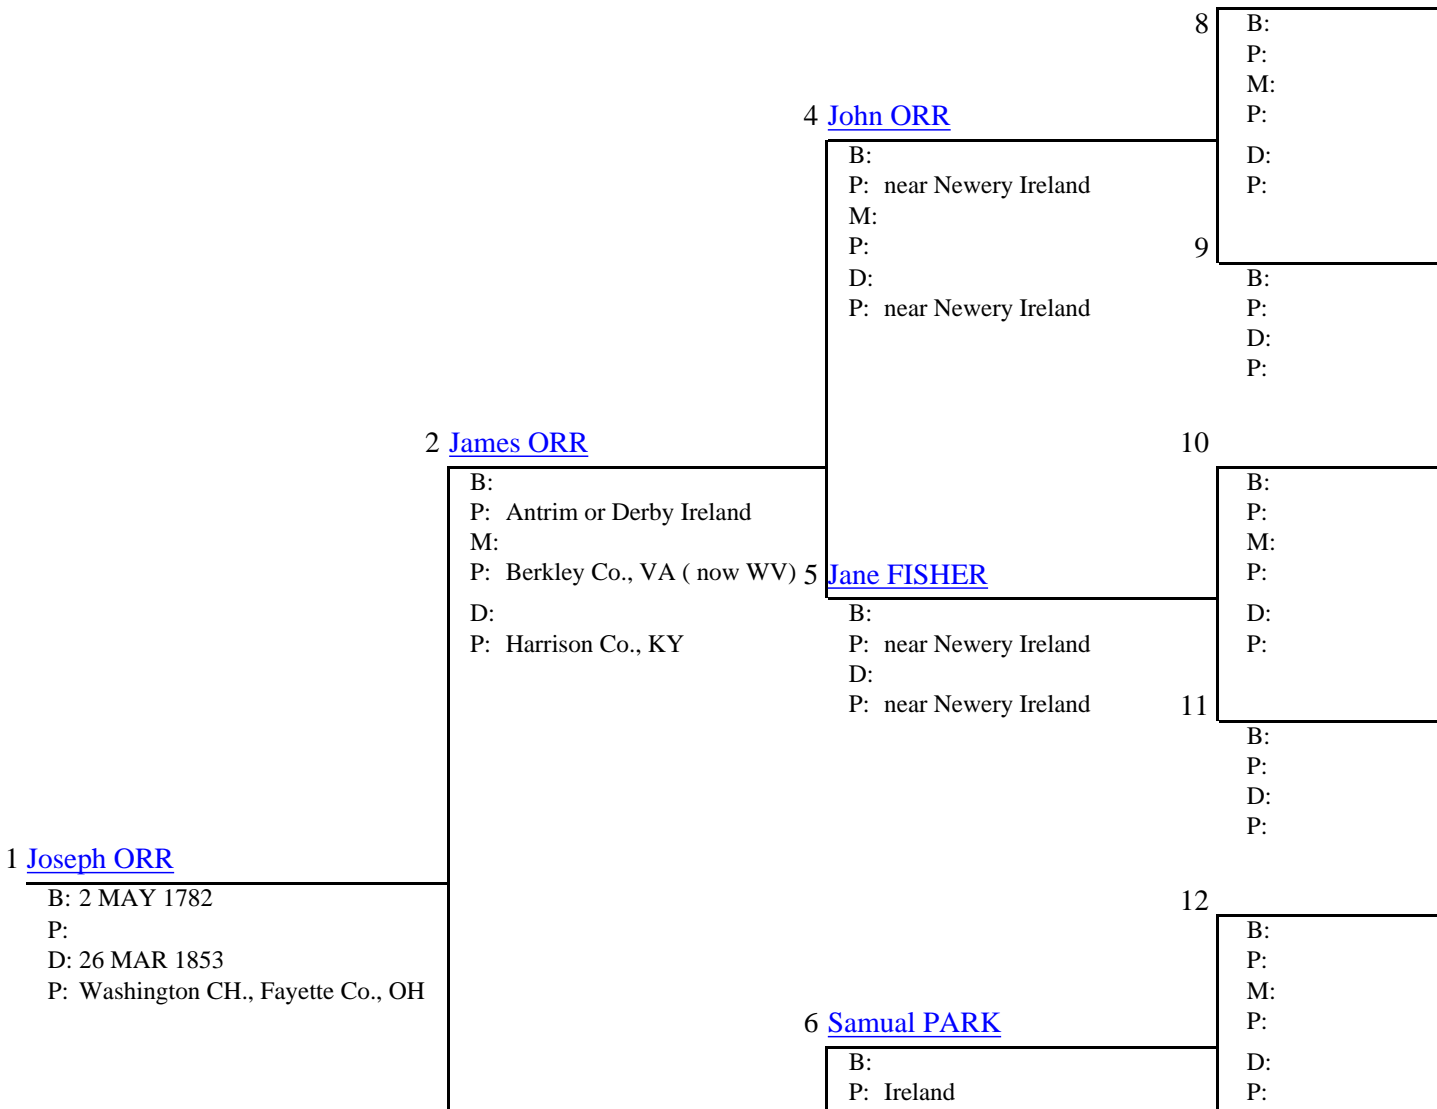 8
B:
P:
M:
4 John ORR
P:
B:
D:
P: near Newery Ireland
P:
M:
P:
9
D:
B:
P: near Newery Ireland
P:
D:
P:
2 James ORR
10
B:
B:
P: Antrim or Derby Ireland
P:
M:
M:
P: Berkley Co., VA ( now WV)
5 Jane FISHER
P:
D:
B:
D:
P: Harrison Co., KY
P: near Newery Ireland
P:
D:
P: near Newery Ireland
11
B:
P:
D:
P:
1 Joseph ORR
B: 2 MAY 1782
12
P:
B:
D: 26 MAR 1853
P:
P: Washington CH., Fayette Co., OH
M:
6 Samual PARK
P:
B:
D:
P: Ireland
P: